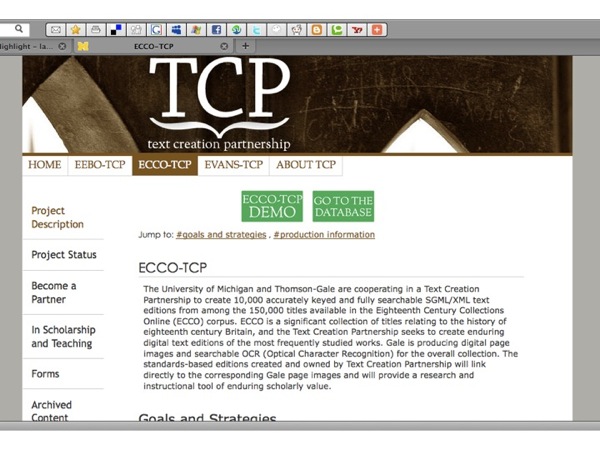 Highlight – la...
ECCO-TCP
TCP
text creation partnership
HOME EEBO-TCP ECCO-TCP EVANS-TCP ABOUT TCP
ECCO-TCP DEMO
GO TO THE DATABASE
Project Description
Project Status
Become a Partner
In Scholarship and Teaching
Forms
Archived Content
Jump to: #goals and strategies , #production information
ECCO-TCP
The University of Michigan and Thomson-Gale are cooperating in a Text Creation
Partnership to create 10,000 accurately keyed and fully searchable SGML/XML text
editions from among the 150,000 titles available in the Eighteenth Century Collections
Online (ECCO) corpus. ECCO is a significant collection of titles relating to the history of
eighteenth century Britain, and the Text Creation Partnership seeks to create enduring
digital text editions of the most frequently studied works. Gale is producing digital page
images and searchable OCR (Optical Character Recognition) for the overall collection. The
standards-based editions created and owned by Text Creation Partnership will link
directly to the corresponding Gale page images and will provide a research and
instructional tool of enduring scholarly value.
Goals and Strategies